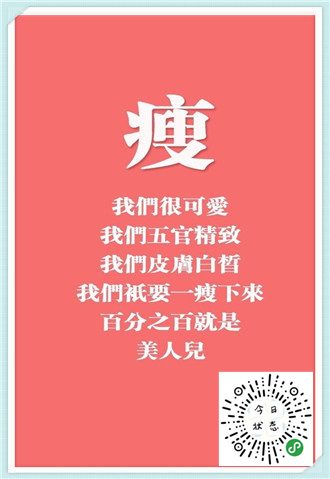 瘦
我們很可愛
我們五官精致
我們皮膚白皙
我們衹要一瘦下來
百分之百就是
美人兒
今日
狀态